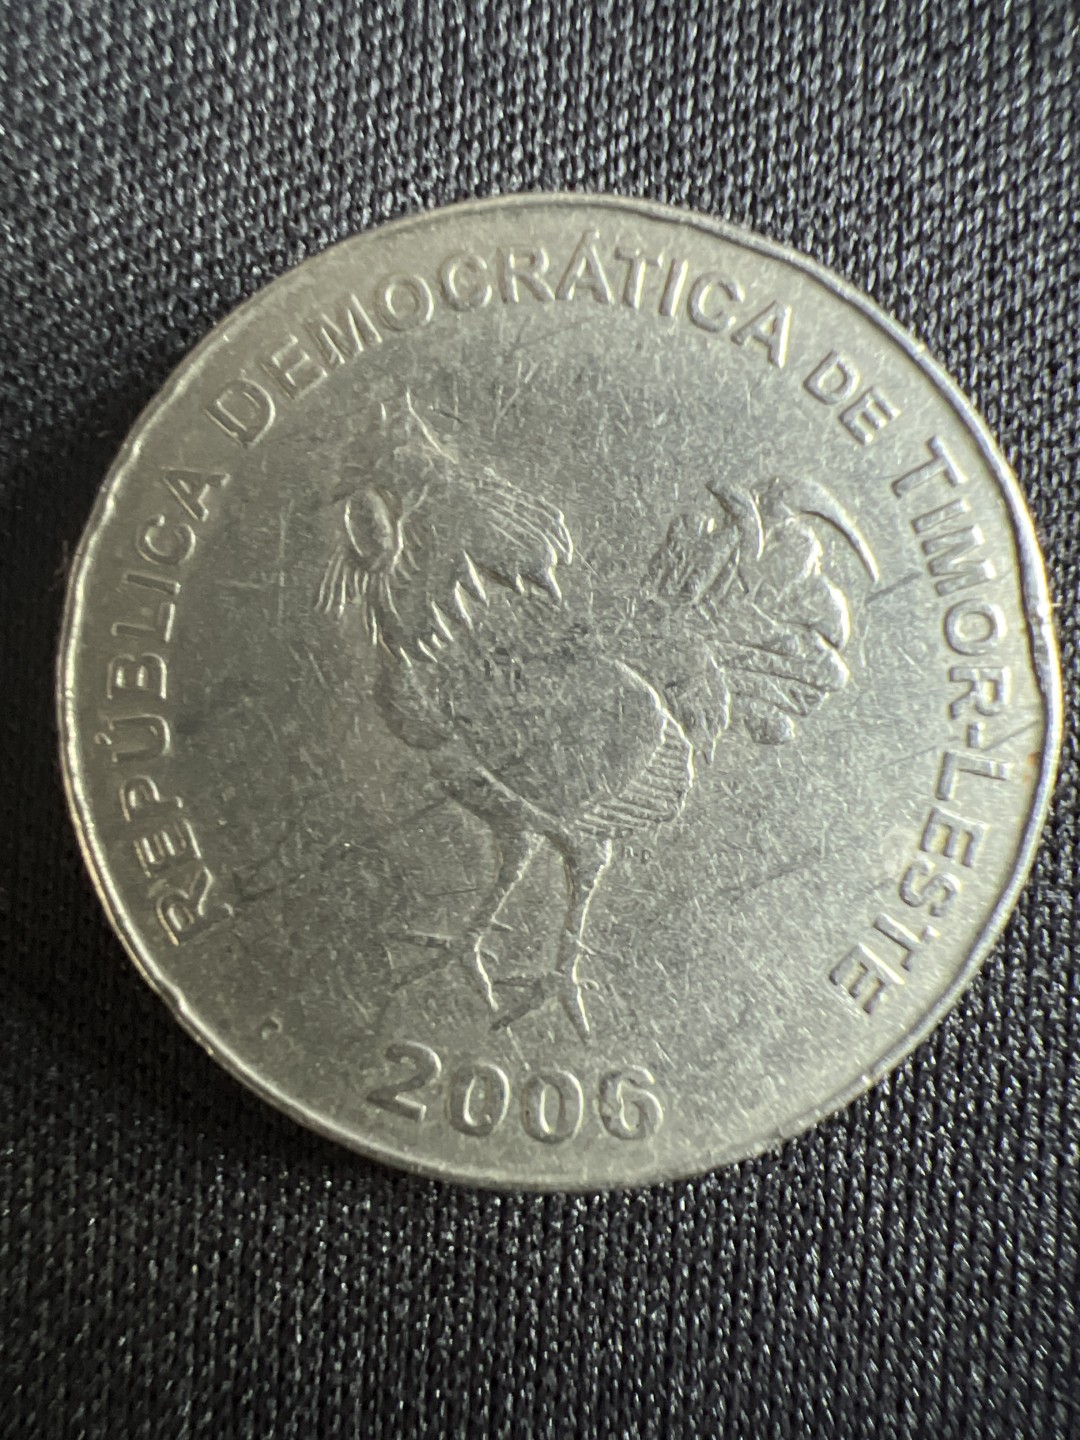 REPÚBLICA DEMOCRÁTICA DE TIMOR-LESTE
2006